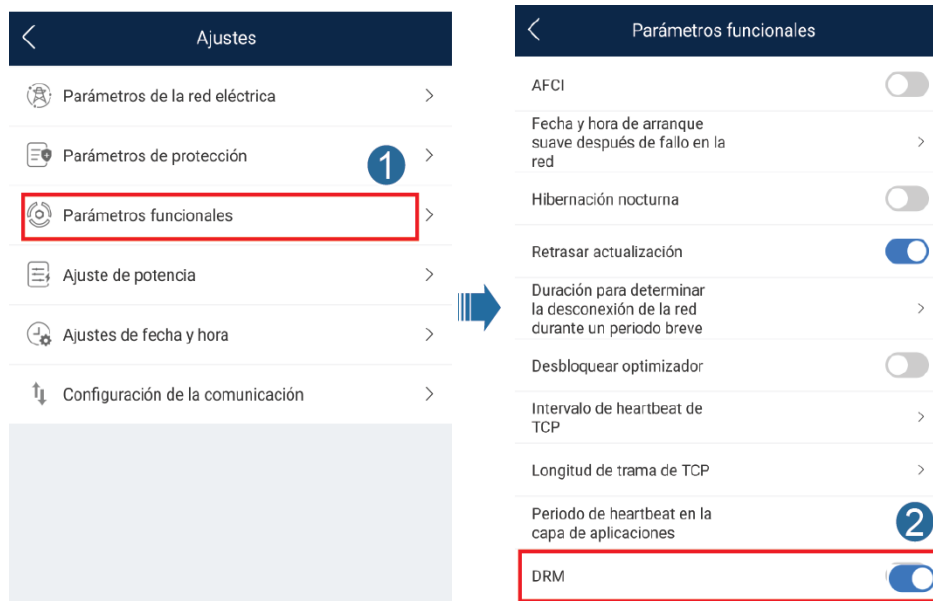 Ajustes
Parámetros de la red eléctrica
Parámetros de protección
1
Parámetros funcionales
Ajuste de potencia
Ajustes de fecha y hora
Configuración de la comunicación
Parámetros funcionales
AFCI
Fecha y hora de arranque
suave después de fallo en la
red
Hibernación nocturna
Retrasar actualización
Duración para determinar
la desconexión de la red
durante un periodo breve
Desbloquear optimizador
Intervalo de heartbeat de
TCP
Longitud de trama de TCP
Periodo de heartbeat en la
capa de aplicaciones
2
DRM